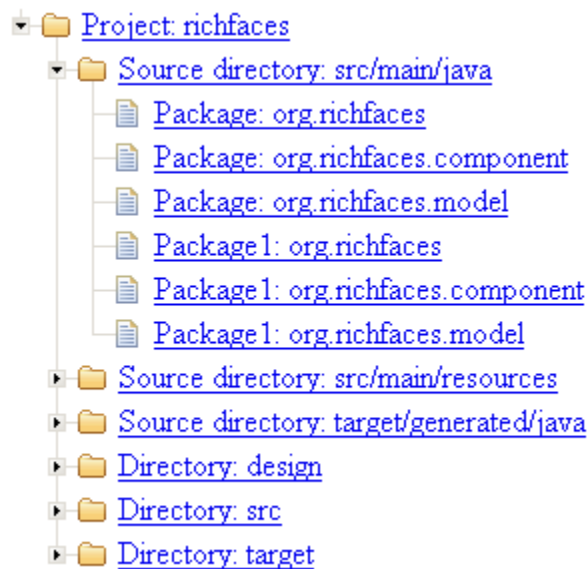 Project: richfaces
Source directory: src/main/java
Package: org.richfaces
Package: org.richfaces.component
Package: org.richfaces.model
Package1: org.richfaces
Package1: org.richfaces.component
Package1: org.richfaces.model
Source directory: src/main/resources
Source directory: target/generated/java
Directory: design
Directory: src
Directory: target